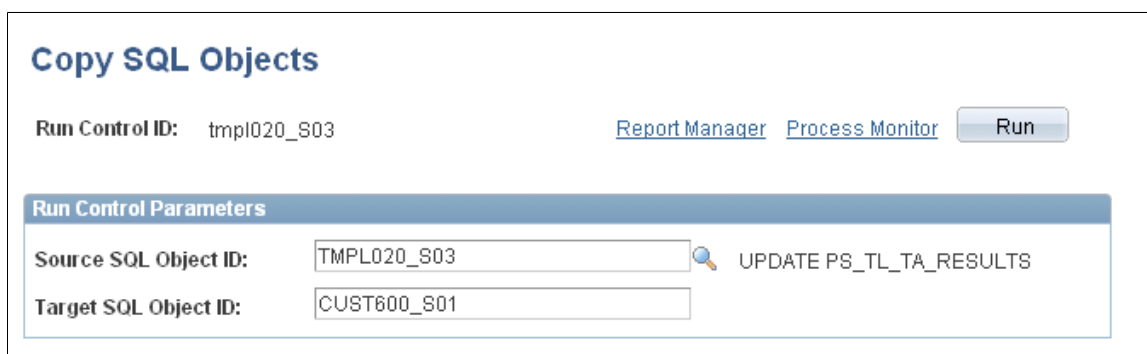 Copy SQL Objects
Run Control ID: tmpl020_S03 Report Manager Process Monitor Run
Run Control Parameters
Source SQL Object ID: TMPL020_S03 UPDATE PS_TL_TA_RESULTS
Target SQL Object ID: CUST600_S01